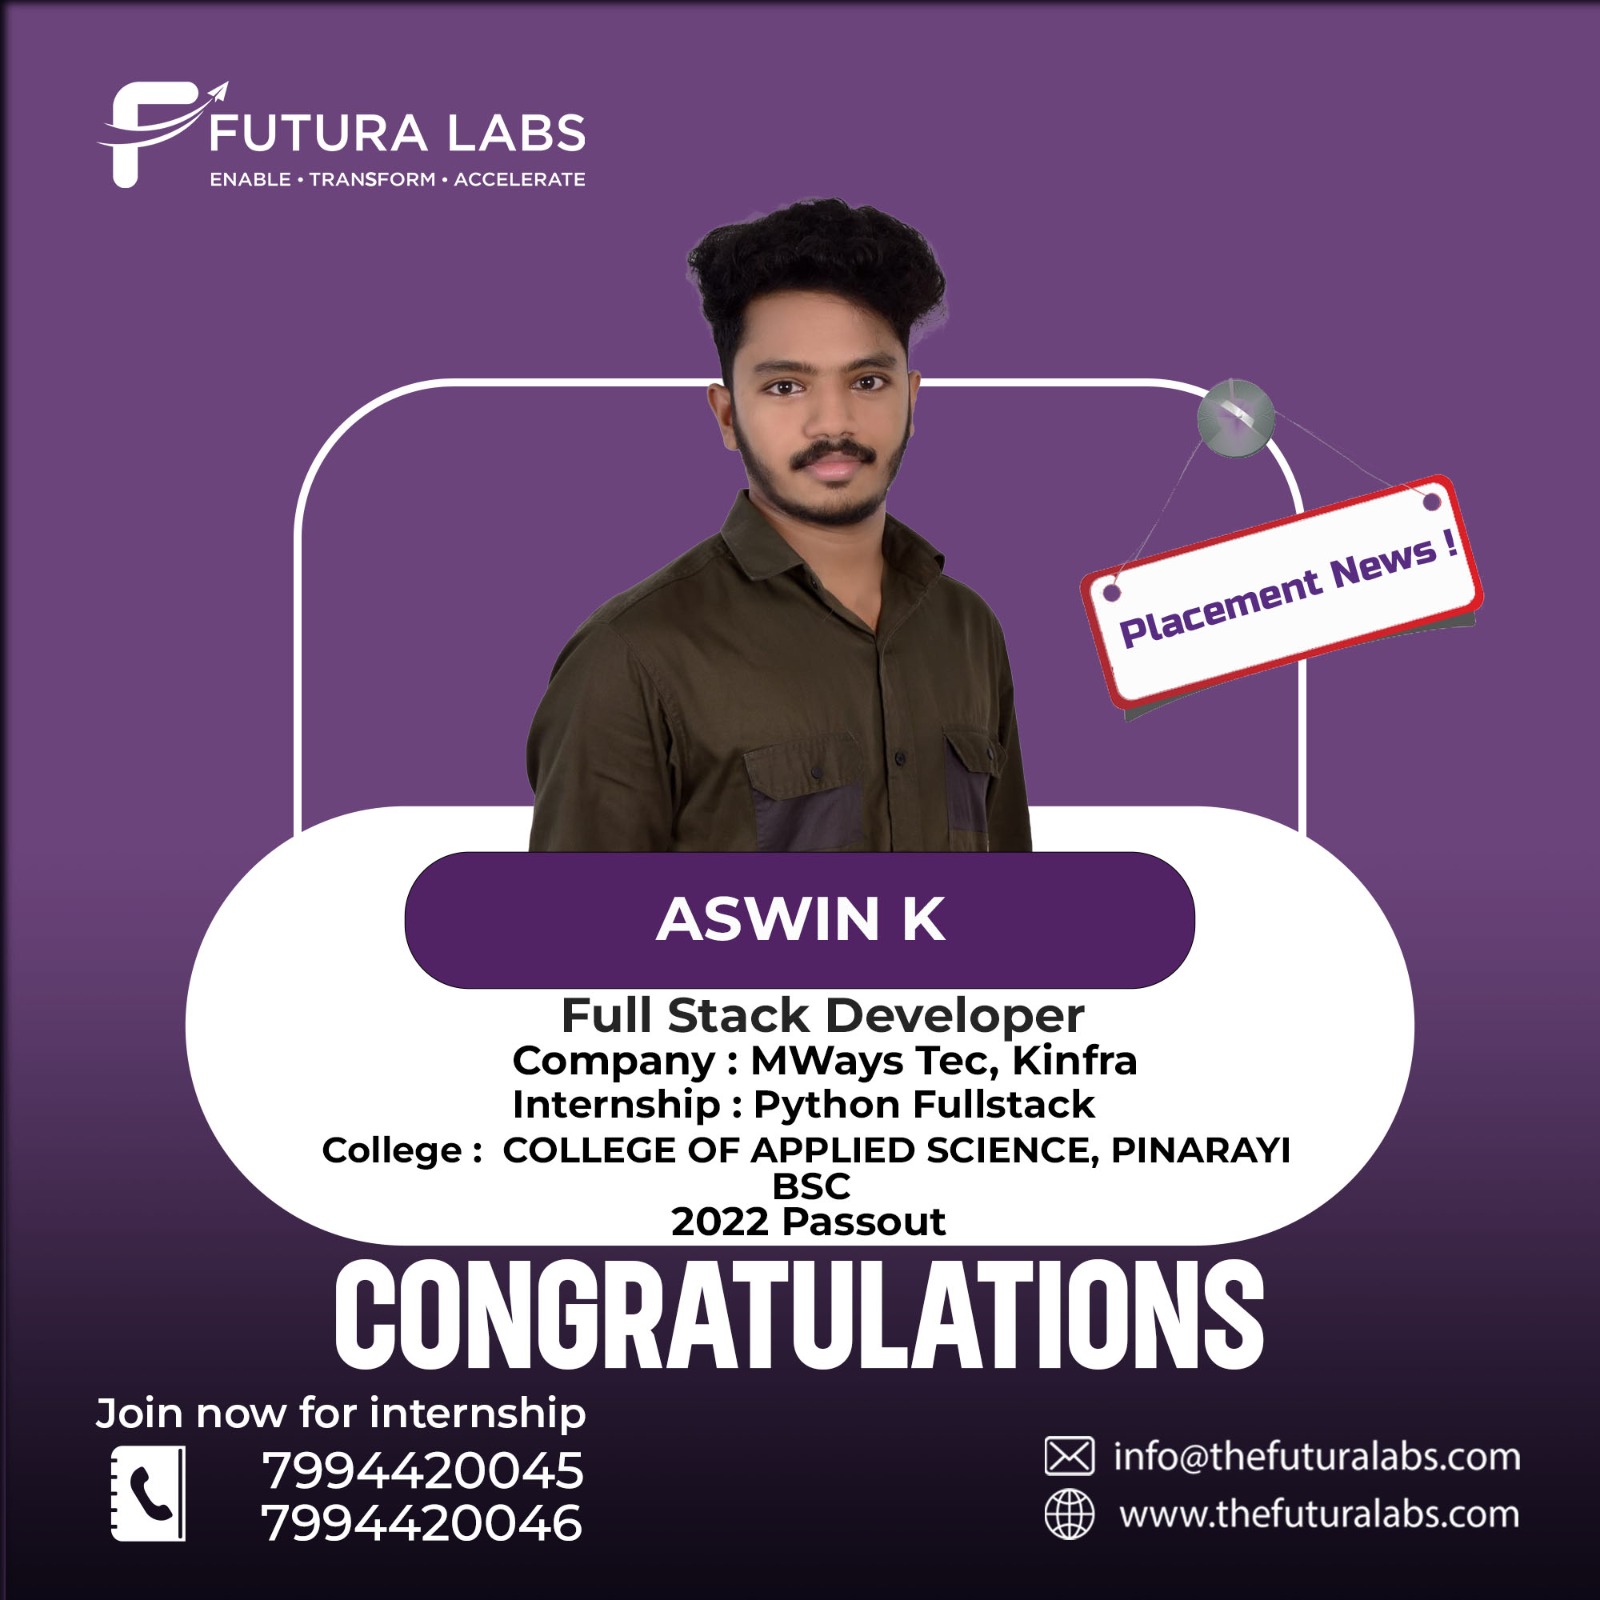 FUTURA LABS
ENABLE • TRANSFORM • ACCELERATE
Placement News !
ASWIN K
Full Stack Developer
Company : MWays Tec, Kinfra
Internship : Python Fullstack
College : COLLEGE OF APPLIED SCIENCE, PINARAYI
BSC
2022 Passout
CONGRATULATIONS
Join now for internship
7994420045
7994420046
info@thefuturalabs.com
www.thefuturalabs.com